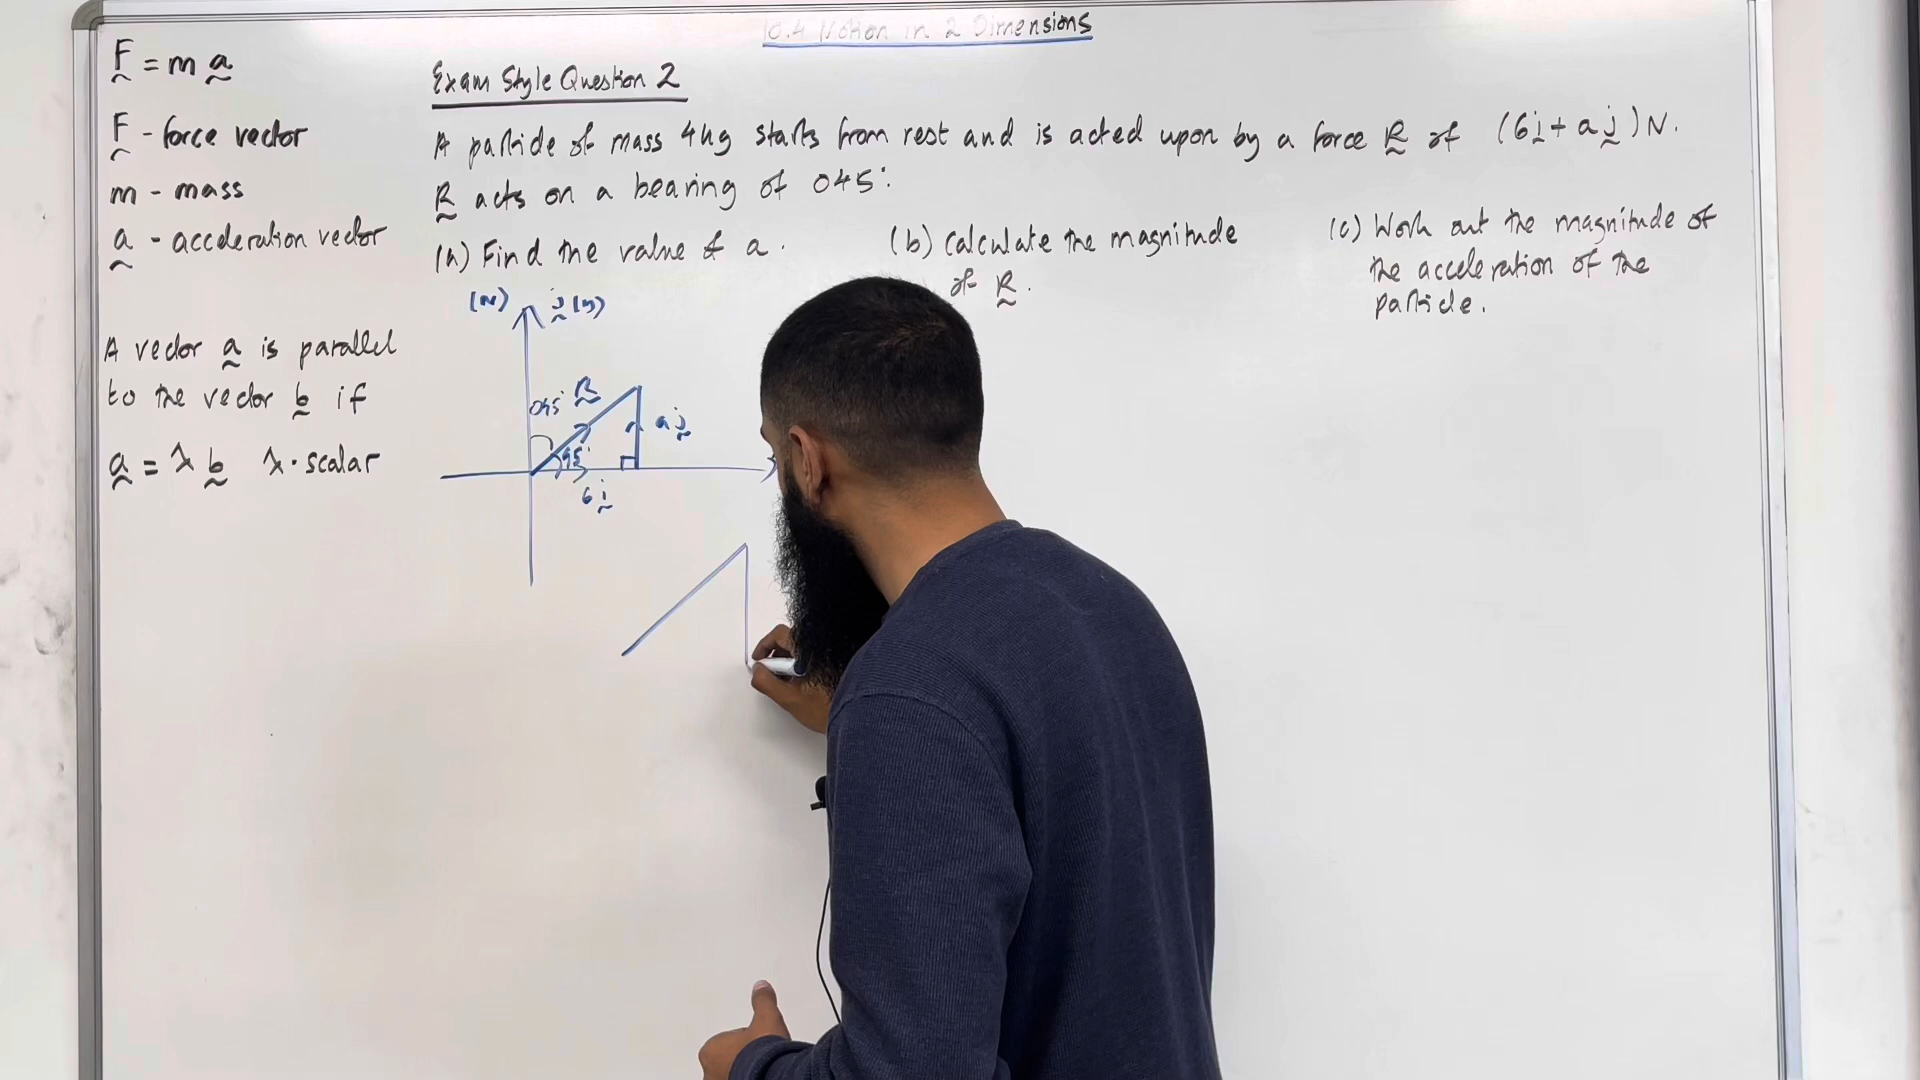 10.4 Motion in 2 Dimensions
F = m a
F - force vector
m - mass
a - acceleration vector
A vector a is parallel
to the vector b if
a = λ b λ - scalar
Exam Style Question 2
A particle of mass 4kg starts from rest and is acted upon by a force R of (6i + a j) N.
R acts on a bearing of 045°.
(a) Find the value of a.
(b) Calculate the magnitude
of R.
(c) Work out the magnitude of
the acceleration of the
particle.
(N) j (y)
045° R
a j
45°
6 i